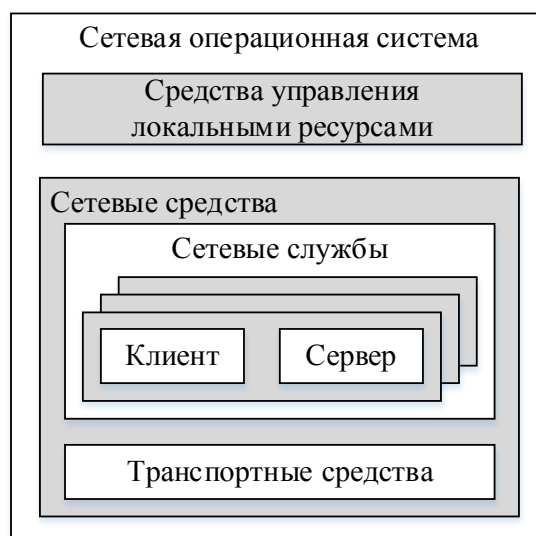 Сетевая операционная система
Средства управления
локальными ресурсами
Сетевые средства
Сетевые службы
Клиент
Сервер
Транспортные средства